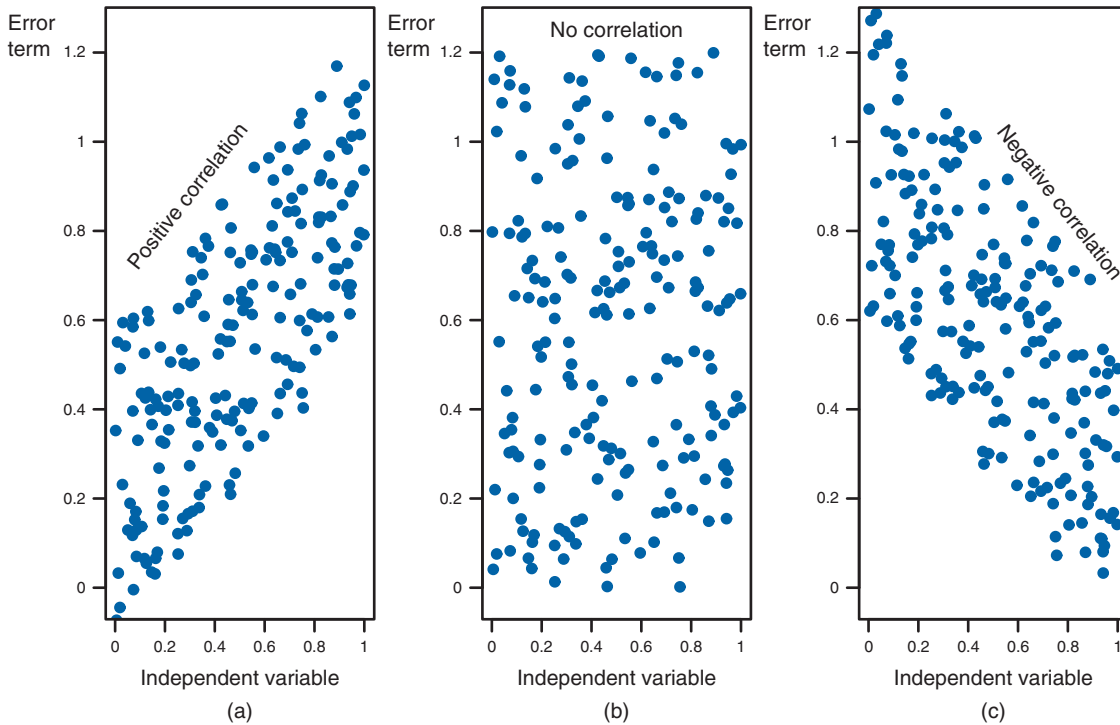 Error
term
1.2
1
0.8
0.6
0.4
0.2
0
Positive correlation
0 0.2 0.4 0.6 0.8 1
Independent variable
(a)
Error
term
1.2
1
0.8
0.6
0.4
0.2
0
No correlation
0 0.2 0.4 0.6 0.8 1
Independent variable
(b)
Error
term
1.2
1
0.8
0.6
0.4
0.2
0
Negative correlation
0 0.2 0.4 0.6 0.8 1
Independent variable
(c)